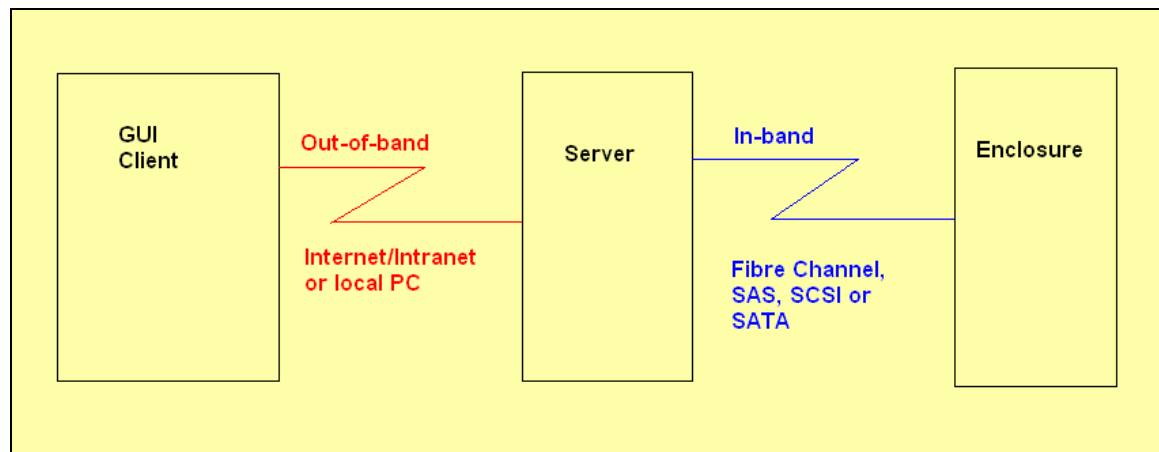 GUI
Client
Out-of-band
Internet/Intranet
or local PC
Server
In-band
Fibre Channel,
SAS, SCSI or
SATA
Enclosure